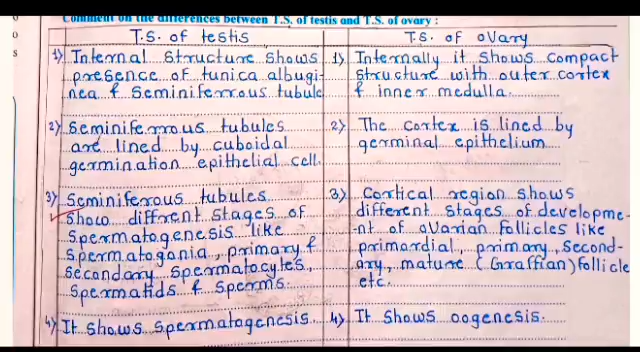 Comment on the differences between T.S. of testis and T.S. of ovary :
T.S. of testis
1) Internal structure shows
presence of tunica albugi-
nea & seminiferrous tubule
2) Seminiferrous tubules
are lined by cuboidal
germination epithelial cell.
3) Seminiferrous tubules
show diffrent stages of
spermatogenesis like
spermatogonia, primary &
secondary spermatocytes,
spermatids & sperms.
4) It shows spermatogenesis.
T.S. of ovary
1) Internally it shows compact
structure with outer cortex
& inner medulla.
2) The cortex is lined by
germinal epithelium
3) Cortical region shows
different stages of developme-
nt of ovarian follicles like
primordial, primary, second-
ary, mature (Graffian) follicle
etc.
4) It shows oogenesis.